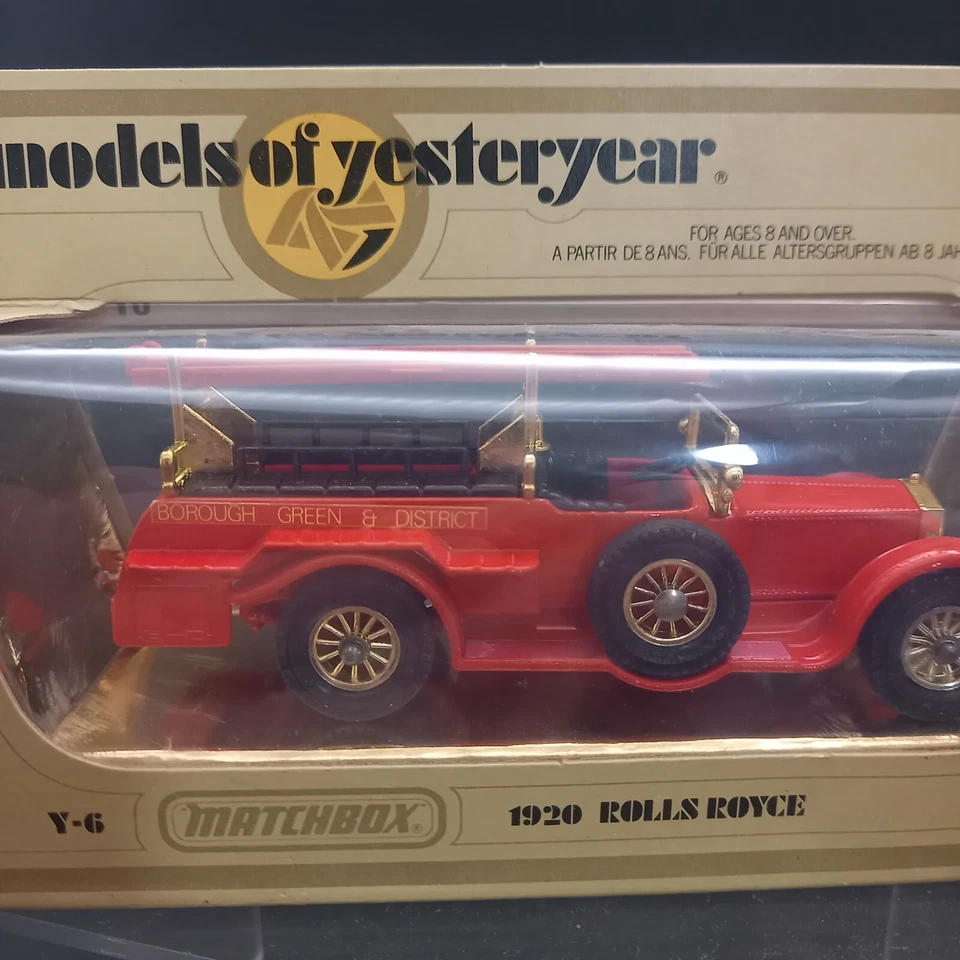 models of yesteryear®
FOR AGES 8 AND OVER.
A PARTIR DE 8 ANS. FÜR ALLE ALTERSGRUPPEN AB 8 JAH
BOROUGH GREEN & DISTRICT
Y-6
MATCHBOX®
1920 ROLLS ROYCE